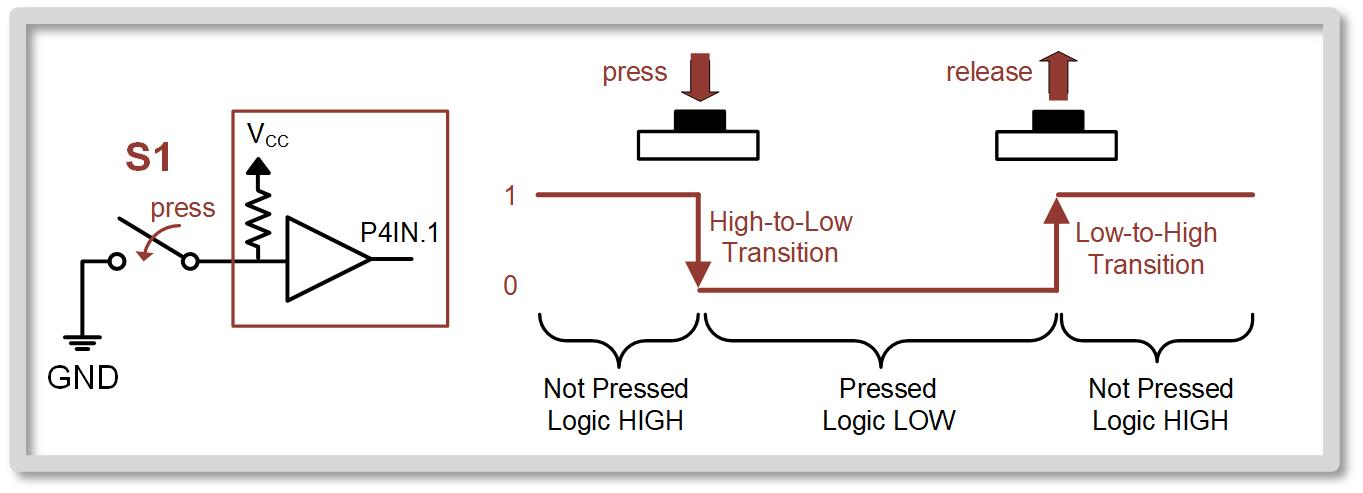 S1
press
V_CC
P4IN.1
GND
press
release
1
0
High-to-Low
Transition
Low-to-High
Transition
Not Pressed
Logic HIGH
Pressed
Logic LOW
Not Pressed
Logic HIGH